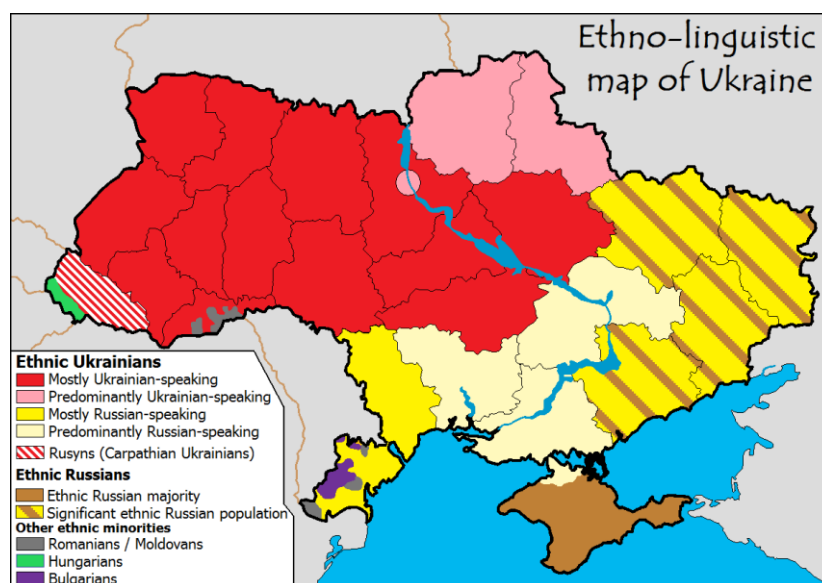 Ethno-linguistic
map of Ukraine
Ethnic Ukrainians
Mostly Ukrainian-speaking
Predominantly Ukrainian-speaking
Mostly Russian-speaking
Predominantly Russian-speaking
Rusyns (Carpathian Ukrainians)
Ethnic Russians
Ethnic Russian majority
Significant ethnic Russian population
Other ethnic minorities
Romanians / Moldovans
Hungarians
Bulgarians